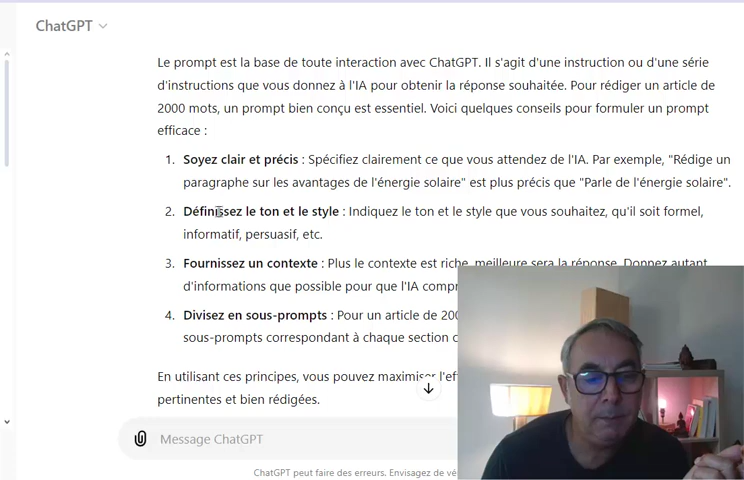 ChatGPT
Le prompt est la base de toute interaction avec ChatGPT. Il s'agit d'une instruction ou d'une série
d'instructions que vous donnez à l'IA pour obtenir la réponse souhaitée. Pour rédiger un article de
2000 mots, un prompt bien conçu est essentiel. Voici quelques conseils pour formuler un prompt
efficace :
1. Soyez clair et précis : Spécifiez clairement ce que vous attendez de l'IA. Par exemple, "Rédige un
paragraphe sur les avantages de l'énergie solaire" est plus précis que "Parle de l'énergie solaire".
2. Définissez le ton et le style : Indiquez le ton et le style que vous souhaitez, qu'il soit formel,
informatif, persuasif, etc.
3. Fournissez un contexte : Plus le contexte est riche, meilleure sera la réponse. Donnez autant
d'informations que possible pour que l'IA
4. Divisez en sous-prompts : Pour un article de
sous-prompts correspondant à chaque section
En utilisant ces principes, vous pouvez maximiser
pertinentes et bien rédigées.
Message ChatGPT
ChatGPT peut faire des erreurs. Envisagez de